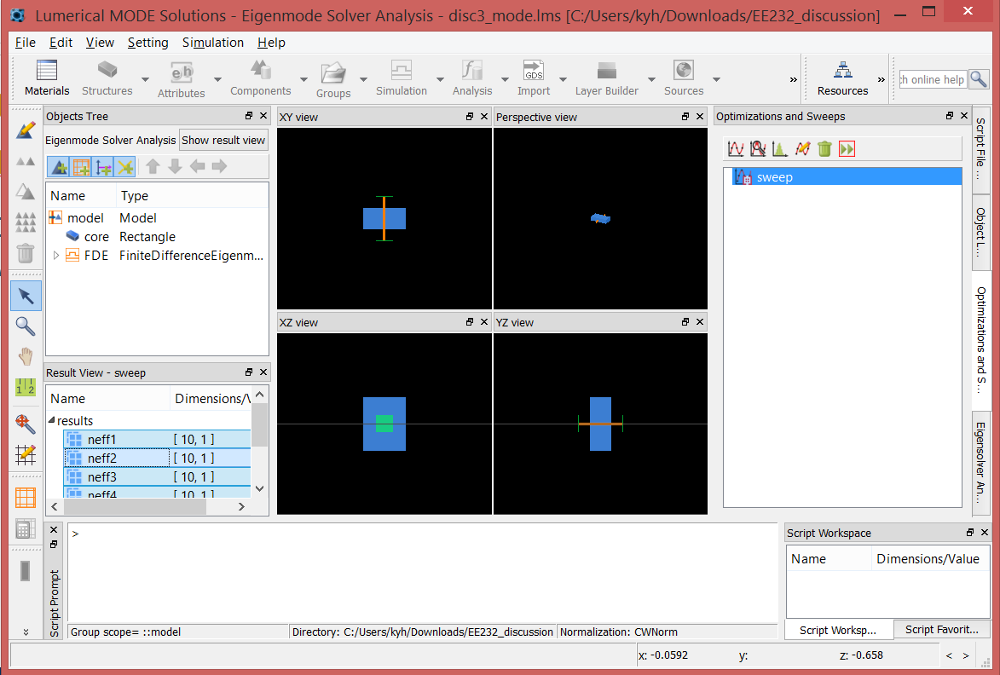 Lumerical MODE Solutions - Eigenmode Solver Analysis - disc3_mode.lms [C:/Users/kyh/Downloads/EE232_discussion]
File Edit View Setting Simulation Help
Materials Structures Attributes Components Groups Simulation Analysis Import Layer Builder Sources » Resources » ch online help
Objects Tree
Eigenmode Solver Analysis Show result view
Name Type
model Model
core Rectangle
FDE FiniteDifferenceEigenm...
Result View - sweep
Name Dimensions/V
results
neff1 [ 10, 1 ]
neff2 [ 10, 1 ]
neff3 [ 10, 1 ]
neff4 [ 10, 1 ]
XY view
Perspective view
XZ view
YZ view
Optimizations and Sweeps
sweep
Script File ...
Object L...
Optimizations and S...
Eigensolver An...
Script Prompt
>
Group scope= ::model Directory: C:/Users/kyh/Downloads/EE232_discussion Normalization: CWNorm
Script Workspace
Name Dimensions/Value
Script Worksp... Script Favorit...
x: -0.0592 y: z: -0.658 < >